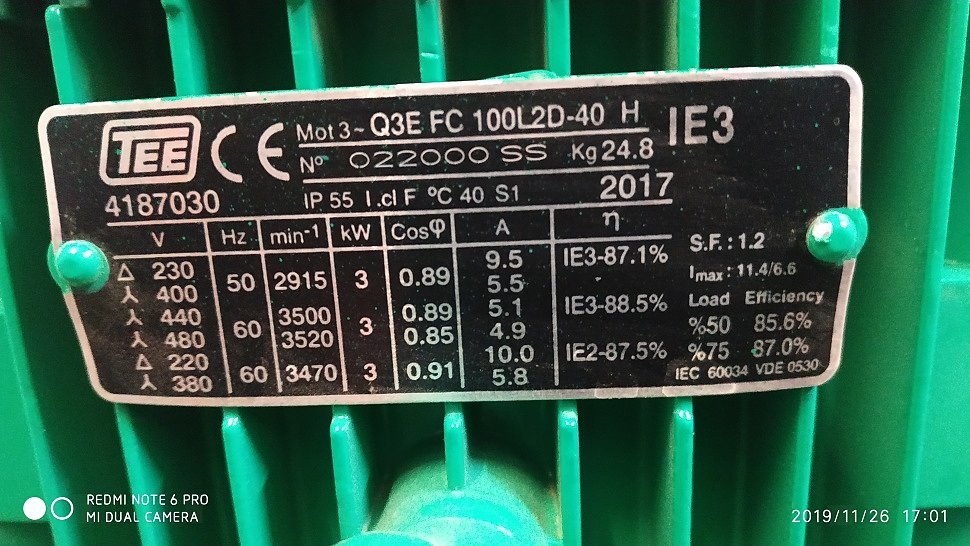 TEE CE Mot 3~ Q3E FC 100L2D-40 H IE3
Nº 022000 SS Kg 24.8
4187030 IP 55 I.cl F ºC 40 S1 2017
V Hz min-1 kW Cosφ A η S.F. : 1.2
Δ 230 50 2915 3 0.89 9.5 IE3-87.1% Imax : 11.4/6.6
⅄ 400 5.5
⅄ 440 60 3500 3 0.89 5.1 IE3-88.5% Load Efficiency
⅄ 480 3520 0.85 4.9 %50 85.6%
Δ 220 60 3470 3 0.91 10.0 IE2-87.5% %75 87.0%
⅄ 380 5.8 IEC 60034 VDE 0530
REDMI NOTE 6 PRO
MI DUAL CAMERA
2019/11/26 17:01